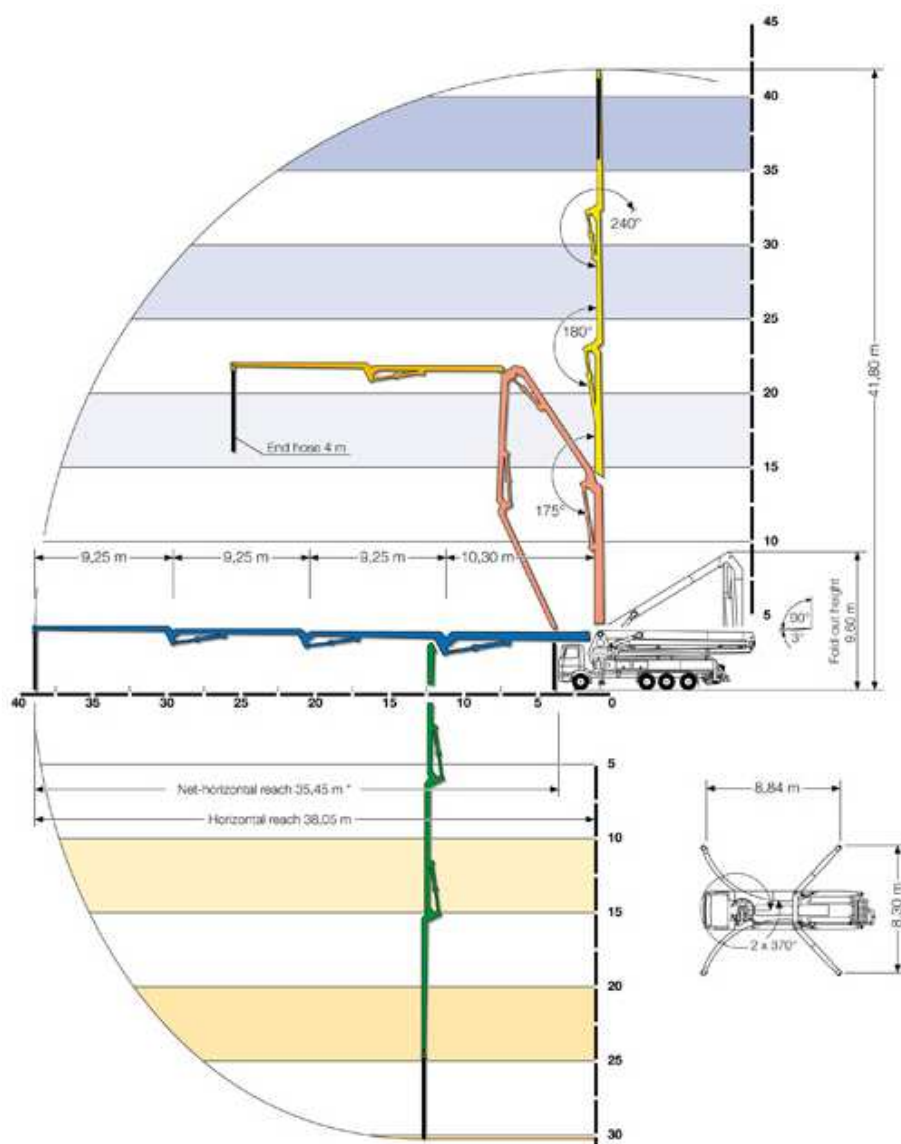 45
40
35
240°
30
25
180°
41,80 m
20
End hose 4 m
15
175°
10
9,25 m
9,25 m
9,25 m
10,30 m
5
90°
3°
Fold-out height
9,60 m
40
35
30
25
20
15
10
5
0
5
Net-horizontal reach 35,45 m *
8,84 m
Horizontal reach 38,05 m
10
15
2 x 370°
8,30 m
20
25
30